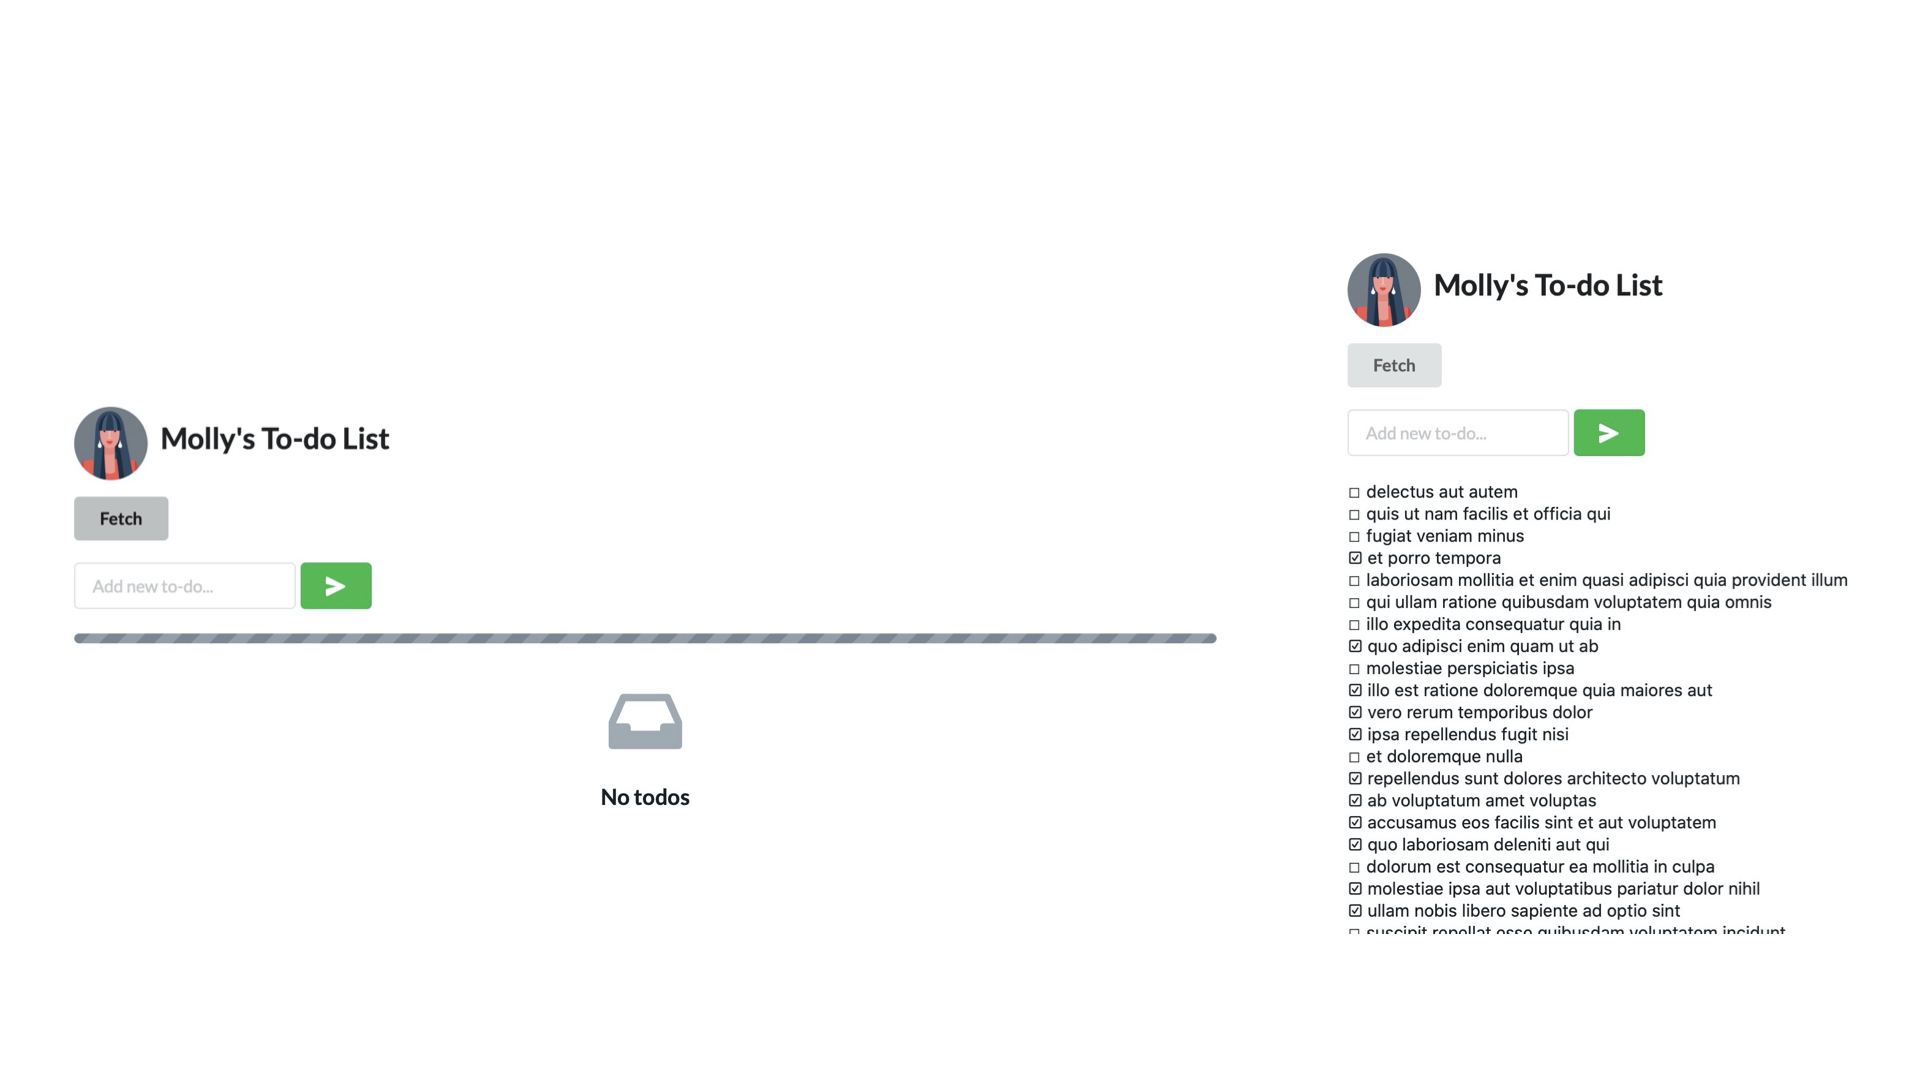 Molly's To-do List
Fetch
Add new to-do...
No todos
Molly's To-do List
Fetch
Add new to-do...
delectus aut autem
quis ut nam facilis et officia qui
fugiat veniam minus
et porro tempora
laboriosam mollitia et enim quasi adipisci quia provident illum
qui ullam ratione quibusdam voluptatem quia omnis
illo expedita consequatur quia in
quo adipisci enim quam ut ab
molestiae perspiciatis ipsa
illo est ratione doloremque quia maiores aut
vero rerum temporibus dolor
ipsa repellendus fugit nisi
et doloremque nulla
repellendus sunt dolores architecto voluptatum
ab voluptatum amet voluptas
accusamus eos facilis sint et aut voluptatem
quo laboriosam deleniti aut qui
dolorum est consequatur ea mollitia in culpa
molestiae ipsa aut voluptatibus pariatur dolor nihil
ullam nobis libero sapiente ad optio sint
suscipit repellat esse quibusdam voluptatem incidunt